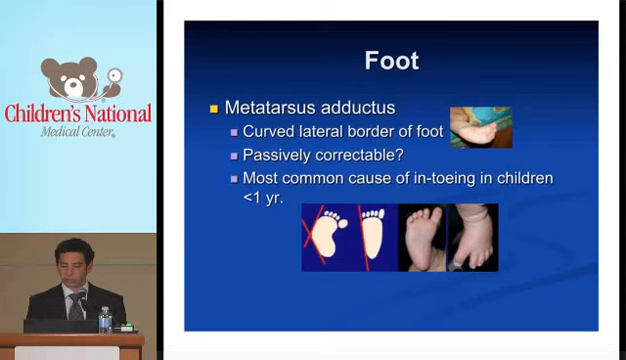 Children's National
Medical Center
Foot
Metatarsus adductus
Curved lateral border of foot
Passively correctable?
Most common cause of in-toeing in children
<1 yr.